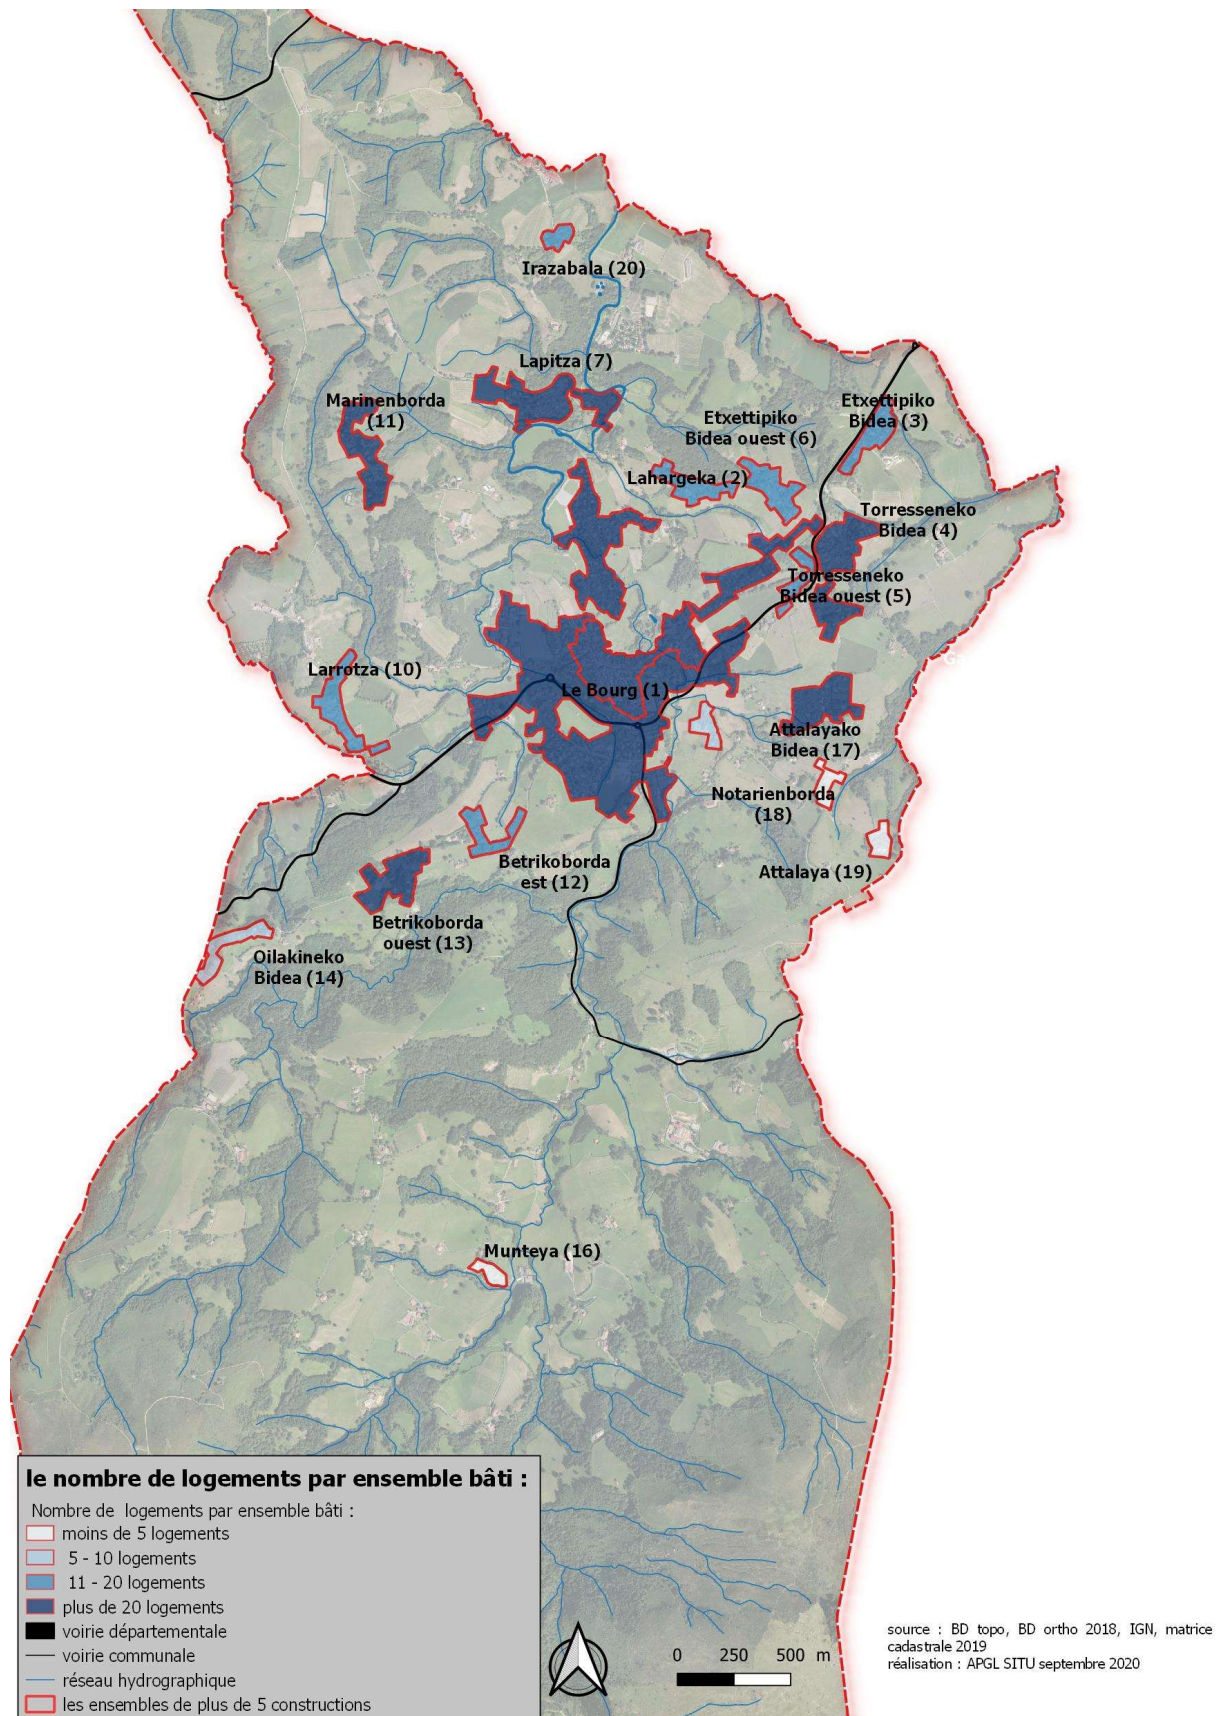 Irazabala (20)
Lapitza (7)
Marinenborda
(11)
Etxettipiko
Bidea (3)
Etxettipiko
Bidea ouest (6)
Lahargeka (2)
Torresseneko
Bidea (4)
Torresseneko
Bidea ouest (5)
Larrotza (10)
Le Bourg (1)
Attalayako
Bidea (17)
Notarienborda
(18)
Attalaya (19)
Betrikoborda
est (12)
Betrikoborda
ouest (13)
Oilakineko
Bidea (14)
Munteya (16)
le nombre de logements par ensemble bâti :
Nombre de logements par ensemble bâti :
moins de 5 logements
5 - 10 logements
11 - 20 logements
plus de 20 logements
voirie départementale
voirie communale
réseau hydrographique
les ensembles de plus de 5 constructions
0 250 500 m
source : BD topo, BD ortho 2018, IGN, matrice
cadastrale 2019
réalisation : APGL SITU septembre 2020